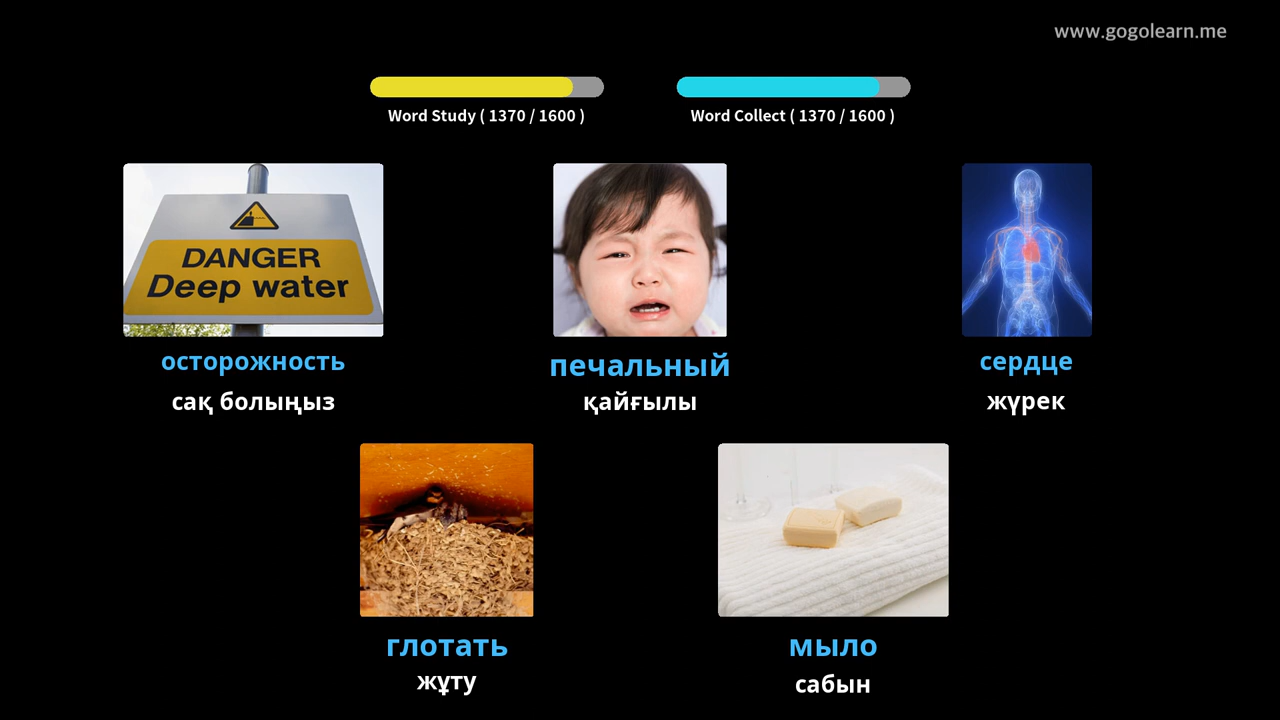 www.gogolearn.me
Word Study ( 1370 / 1600 )
Word Collect ( 1370 / 1600 )
DANGER
Deep water
осторожность
сақ болыңыз
печальный
қайғылы
сердце
жүрек
глотать
жұту
мыло
сабын